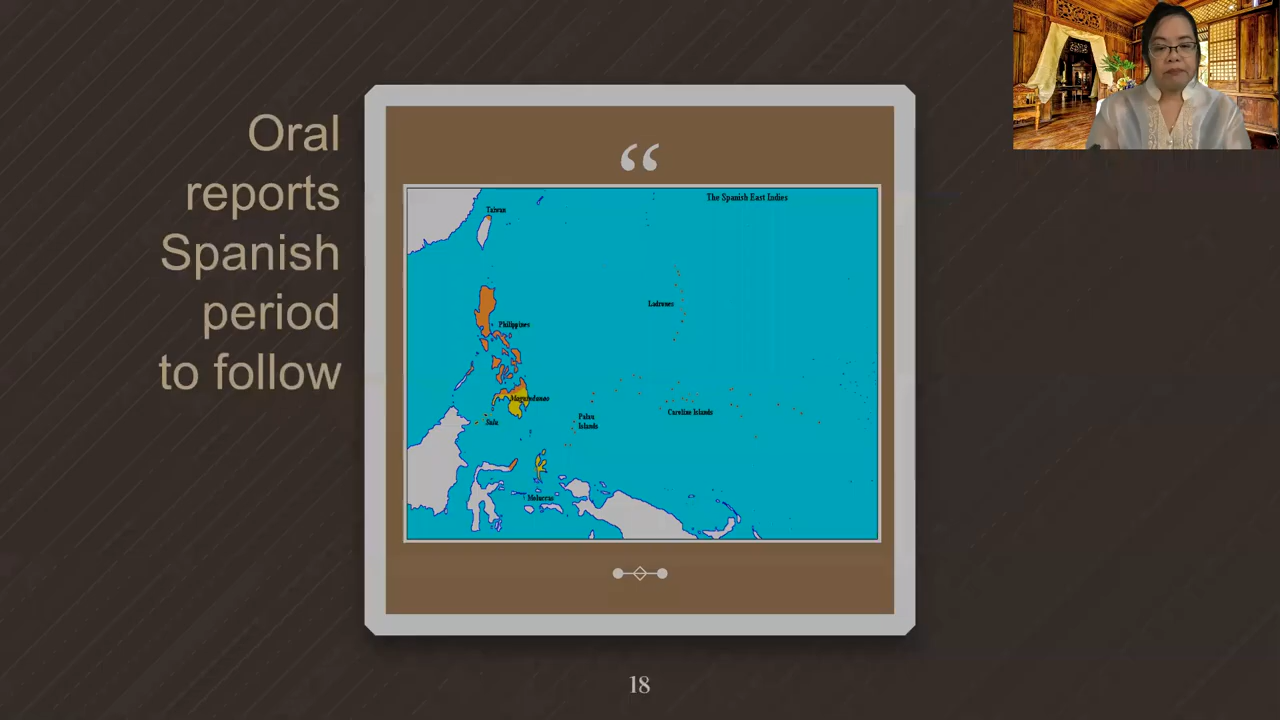 Oral
reports
Spanish
period
to follow
“
The Spanish East Indies
Taiwan
Ladrones
Philippines
Maguindanao
Sulu
Palau
Islands
Caroline Islands
Moluccas
18